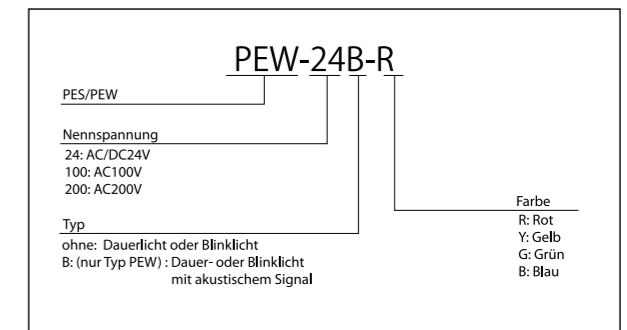 PEW-24B-R
PES/PEW
Nennspannung
24: AC/DC24V
100: AC100V
200: AC200V
Typ
ohne: Dauerlicht oder Blinklicht
B: (nur Typ PEW) : Dauer- oder Blinklicht
mit akustischem Signal
Farbe
R: Rot
Y: Gelb
G: Grün
B: Blau